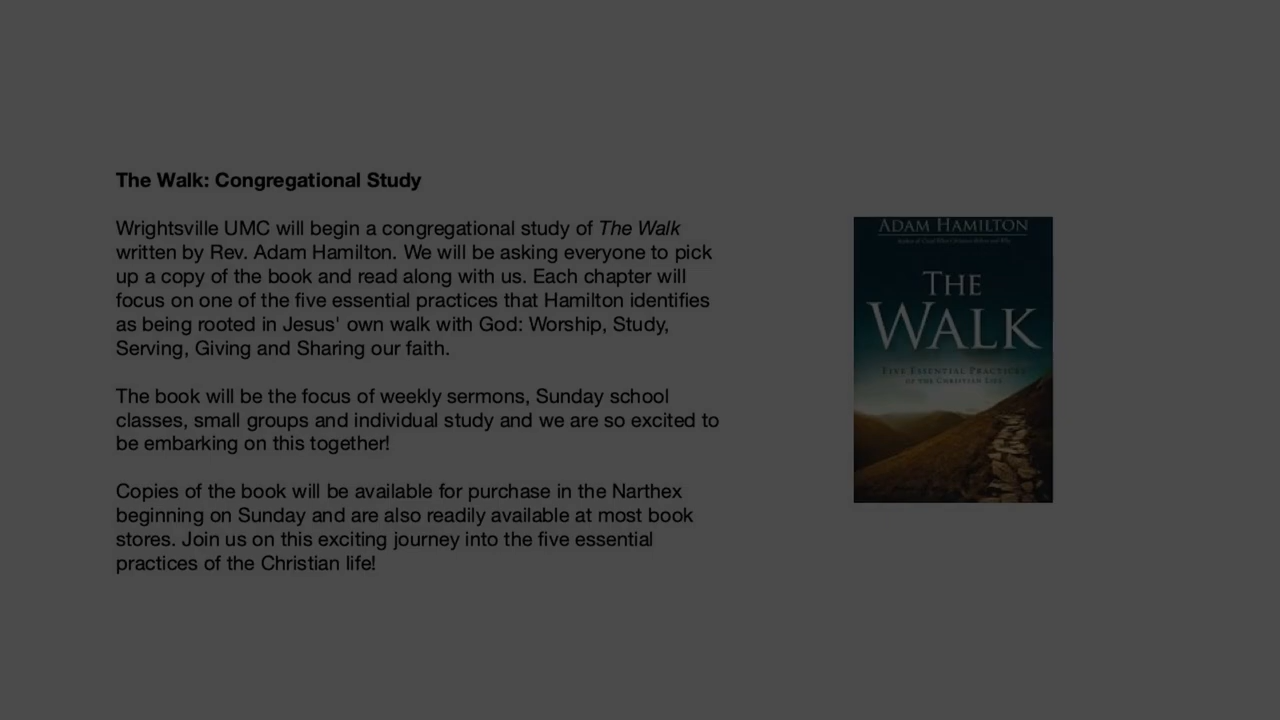 The Walk: Congregational Study
Wrightsville UMC will begin a congregational study of The Walk
written by Rev. Adam Hamilton. We will be asking everyone to pick
up a copy of the book and read along with us. Each chapter will
focus on one of the five essential practices that Hamilton identifies
as being rooted in Jesus' own walk with God: Worship, Study,
Serving, Giving and Sharing our faith.
The book will be the focus of weekly sermons, Sunday school
classes, small groups and individual study and we are so excited to
be embarking on this together!
Copies of the book will be available for purchase in the Narthex
beginning on Sunday and are also readily available at most book
stores. Join us on this exciting journey into the five essential
practices of the Christian life!
ADAM HAMILTON
THE
WALK
FIVE ESSENTIAL PRACTICES
OF THE CHRISTIAN LIFE